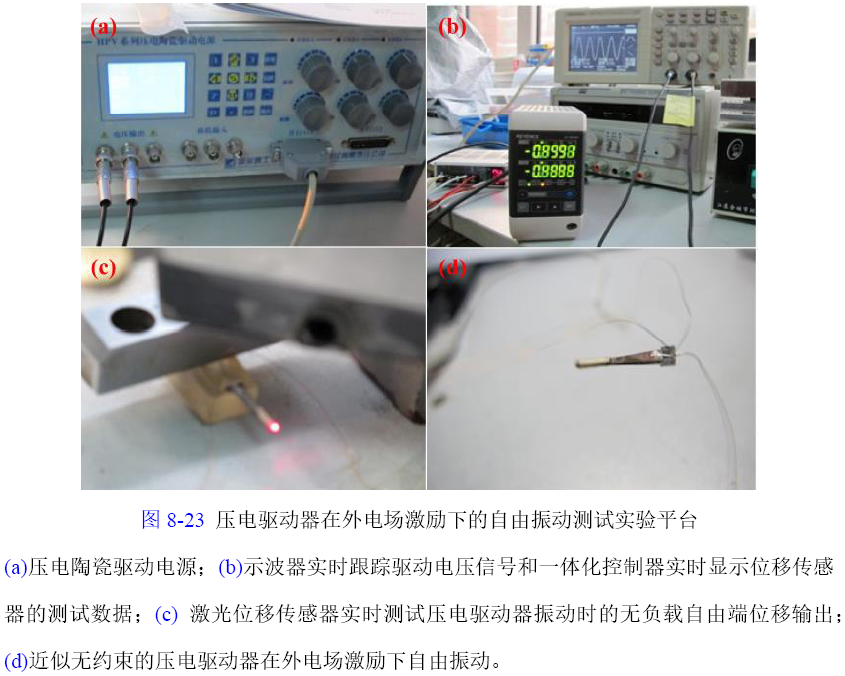 (a)
HPV 系列压电陶瓷驱动电源
(b)
KEYENCE
-0.8998
-0.8888
(c)
(d)
图 8-23 压电驱动器在外电场激励下的自由振动测试实验平台
(a)压电陶瓷驱动电源；(b)示波器实时跟踪驱动电压信号和一体化控制器实时显示位移传感
器的测试数据；(c) 激光位移传感器实时测试压电驱动器振动时的无负载自由端位移输出；
(d)近似无约束的压电驱动器在外电场激励下自由振动。